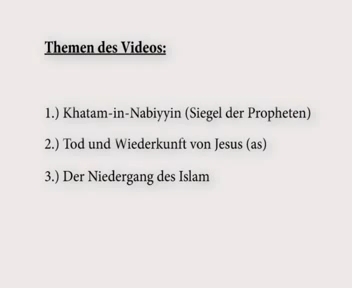 Themen des Videos:
1.) Khatam-in-Nabiyyin (Siegel der Propheten)
2.) Tod und Wiederkunft von Jesus (as)
3.) Der Niedergang des Islam